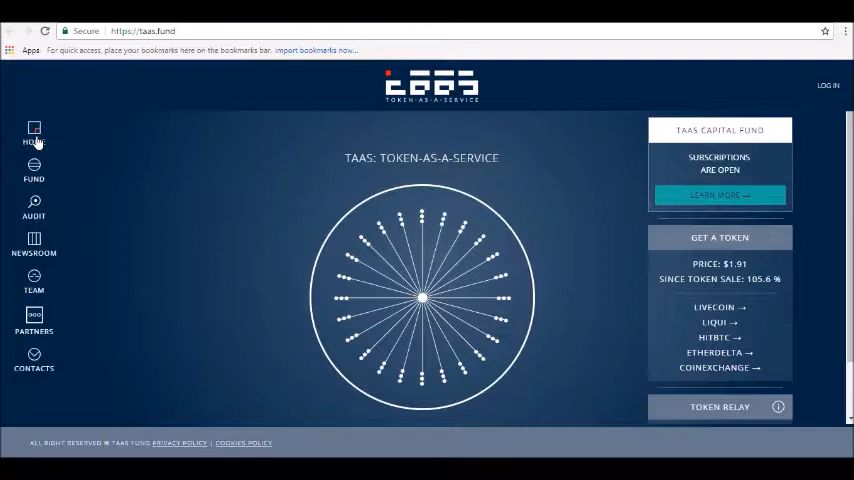 Secure
https://taas.fund
Apps
For quick access, place your bookmarks here on the bookmarks bar. Import bookmarks now...
taas
TOKEN-AS-A-SERVICE
LOG IN
HOME
FUND
AUDIT
NEWSROOM
TEAM
PARTNERS
CONTACTS
TAAS: TOKEN-AS-A-SERVICE
TAAS CAPITAL FUND
SUBSCRIPTIONS
ARE OPEN
LEARN MORE →
GET A TOKEN
PRICE: $1.91
SINCE TOKEN SALE: 105.6 %
LIVECOIN →
LIQUI →
HITBTC →
ETHERDELTA →
COINEXCHANGE →
TOKEN RELAY
ALL RIGHT RESERVED ® TAAS FUND PRIVACY POLICY | COOKIES POLICY